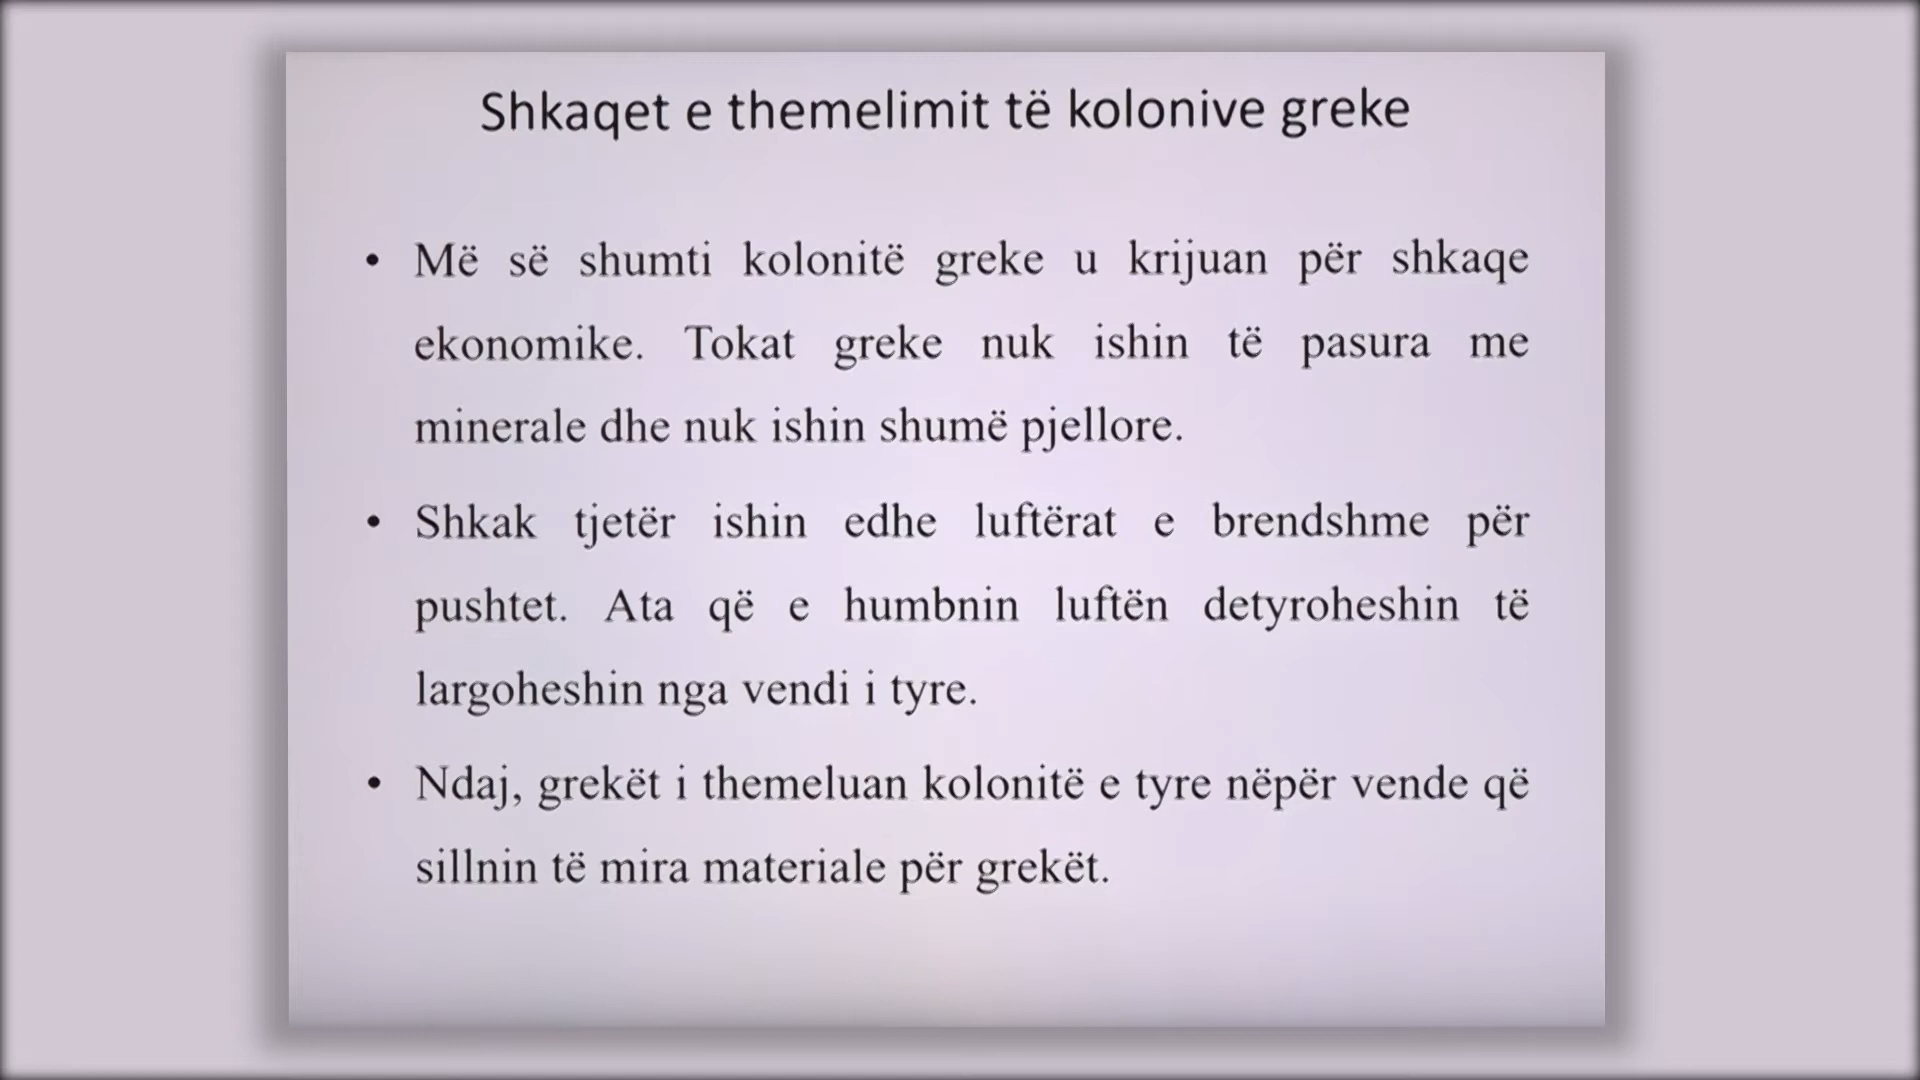 Shkaqet e themelimit të kolonive greke
• Më së shumti kolonitë greke u krijuan për shkaqe
ekonomike. Tokat greke nuk ishin të pasura me
minerale dhe nuk ishin shumë pjellore.
• Shkak tjetër ishin edhe luftërat e brendshme për
pushtet. Ata që e humbnin luftën detyroheshin të
largoheshin nga vendi i tyre.
• Ndaj, grekët i themeluan kolonitë e tyre nëpër vende që
sillnin të mira materiale për grekët.